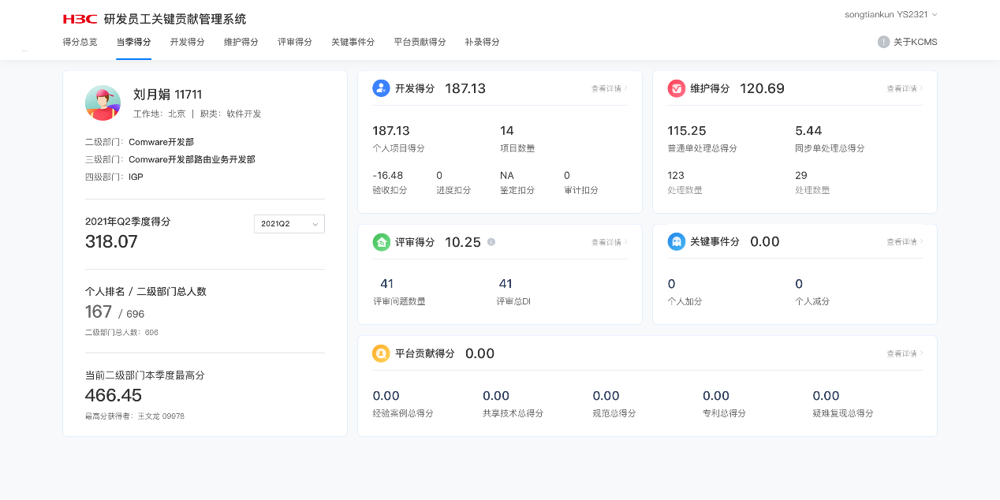 H3C 研发员工关键贡献管理系统
songtiankun YS2321
得分总览 当季得分 开发得分 维护得分 评审得分 关键事件分 平台贡献得分 补录得分
! 关于KCMS
刘月娟 11711
工作地：北京 | 职类：软件开发
二级部门：Comware开发部
三级部门：Comware开发部路由业务开发部
四级部门：IGP
2021年Q2季度得分
2021Q2
318.07
个人排名 / 二级部门总人数
167 / 696
二级部门总人数：696
当前二级部门本季度最高分
466.45
最高分获得者：王文龙 09978
开发得分 187.13 查看详情
187.13 14
个人项目得分 项目数量
-16.48 0 NA 0
验收扣分 进度扣分 鉴定扣分 审计扣分
维护得分 120.69 查看详情
115.25 5.44
普通单处理总得分 同步单处理总得分
123 29
处理数量 处理数量
评审得分 10.25 查看详情
41 41
评审问题数量 评审总DI
关键事件分 0.00 查看详情
0 0
个人加分 个人减分
平台贡献得分 0.00 查看详情
0.00 0.00 0.00 0.00 0.00
经验案例总得分 共享技术总得分 规范总得分 专利总得分 疑难复现总得分